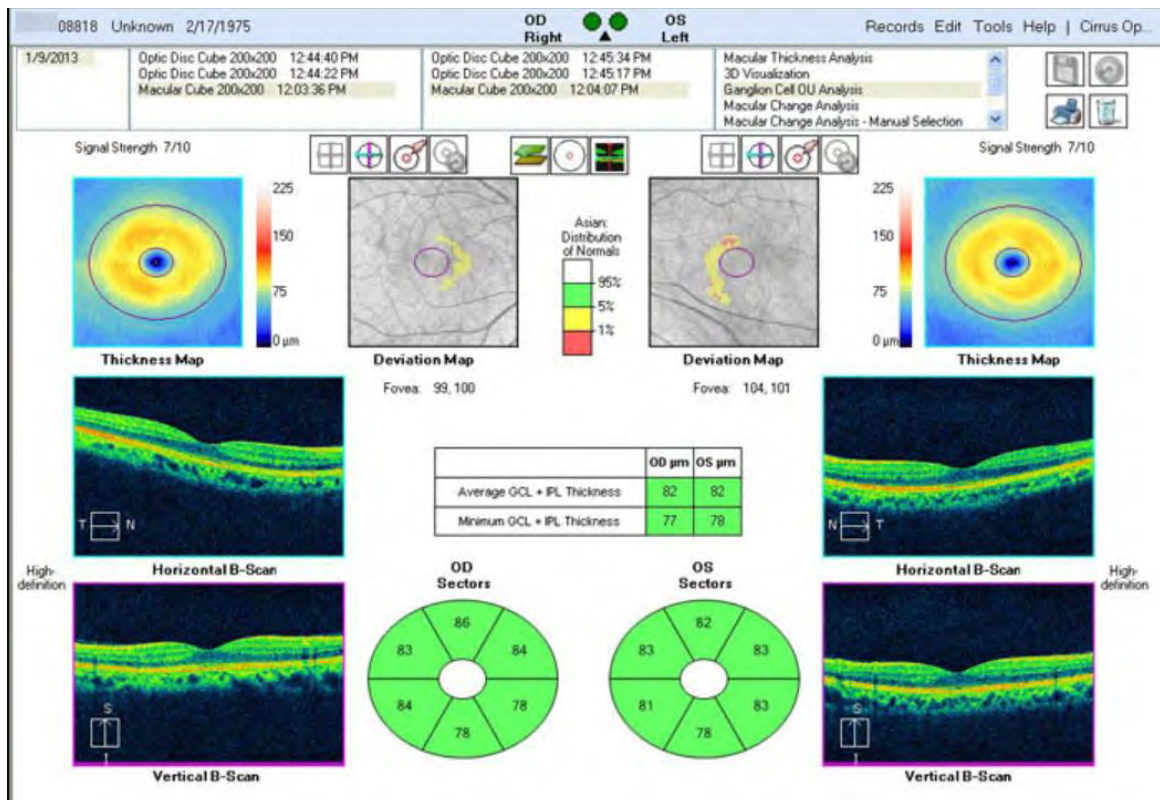 08818 Unknown 2/17/1975
OD
Right
OS
Left
Records Edit Tools Help | Cirrus Op...
1/9/2013
Optic Disc Cube 200x200 12:44:40 PM
Optic Disc Cube 200x200 12:44:22 PM
Macular Cube 200x200 12:03:36 PM
Optic Disc Cube 200x200 12:45:34 PM
Optic Disc Cube 200x200 12:45:17 PM
Macular Cube 200x200 12:04:07 PM
Macular Thickness Analysis
3D Visualization
Ganglion Cell OU Analysis
Macular Change Analysis
Macular Change Analysis - Manual Selection
Signal Strength 7/10
Signal Strength 7/10
225
150
75
0 µm
Thickness Map
Deviation Map
Fovea: 99, 100
Asian:
Distribution
of Normals
95%
5%
1%
Deviation Map
Fovea: 104, 101
225
150
75
0 µm
Thickness Map
OD µm OS µm
Average GCL + IPL Thickness 82 82
Minimum GCL + IPL Thickness 77 78
T N
Horizontal B-Scan
N T
Horizontal B-Scan
High-
definition
High-
definition
OD
Sectors
86
83 84
84 78
78
OS
Sectors
82
83 83
81 83
78
S
I
Vertical B-Scan
S
I
Vertical B-Scan